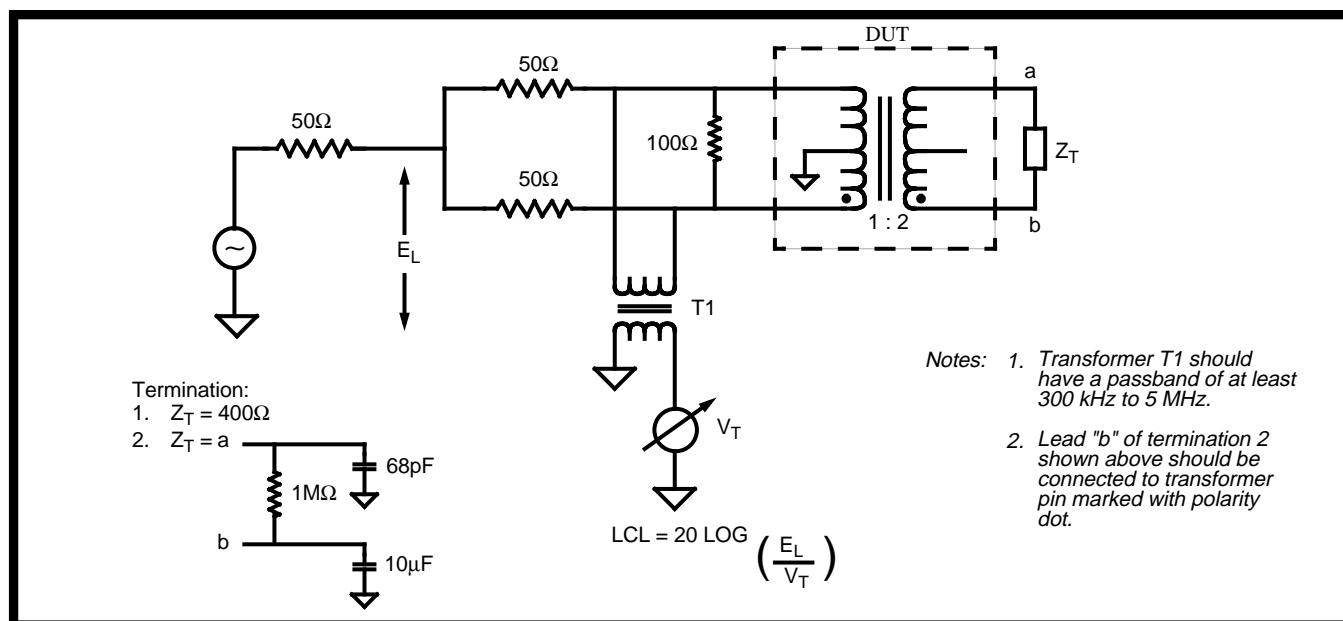 DUT
50Ω
a
50Ω
100Ω
Z_T
50Ω
b
1 : 2
E_L
T1
Notes: 1. Transformer T1 should
have a passband of at least
300 kHz to 5 MHz.
Termination:
1. Z_T = 400Ω
2. Z_T = a
V_T
2. Lead "b" of termination 2
shown above should be
connected to transformer
pin marked with polarity
dot.
68pF
1MΩ
b
10µF
LCL = 20 LOG (E_L / V_T)